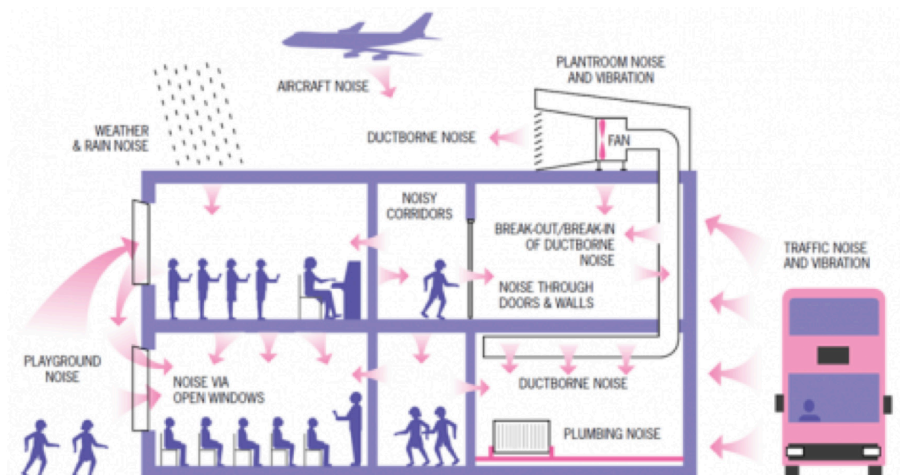 AIRCRAFT NOISE
PLANTROOM NOISE
AND VIBRATION
WEATHER
& RAIN NOISE
DUCTBORNE NOISE
FAN
NOISY
CORRIDORS
BREAK-OUT/BREAK-IN
OF DUCTBORNE
NOISE
TRAFFIC NOISE
AND VIBRATION
NOISE THROUGH
DOORS & WALLS
PLAYGROUND
NOISE
NOISE VIA
OPEN WINDOWS
DUCTBORNE NOISE
PLUMBING NOISE